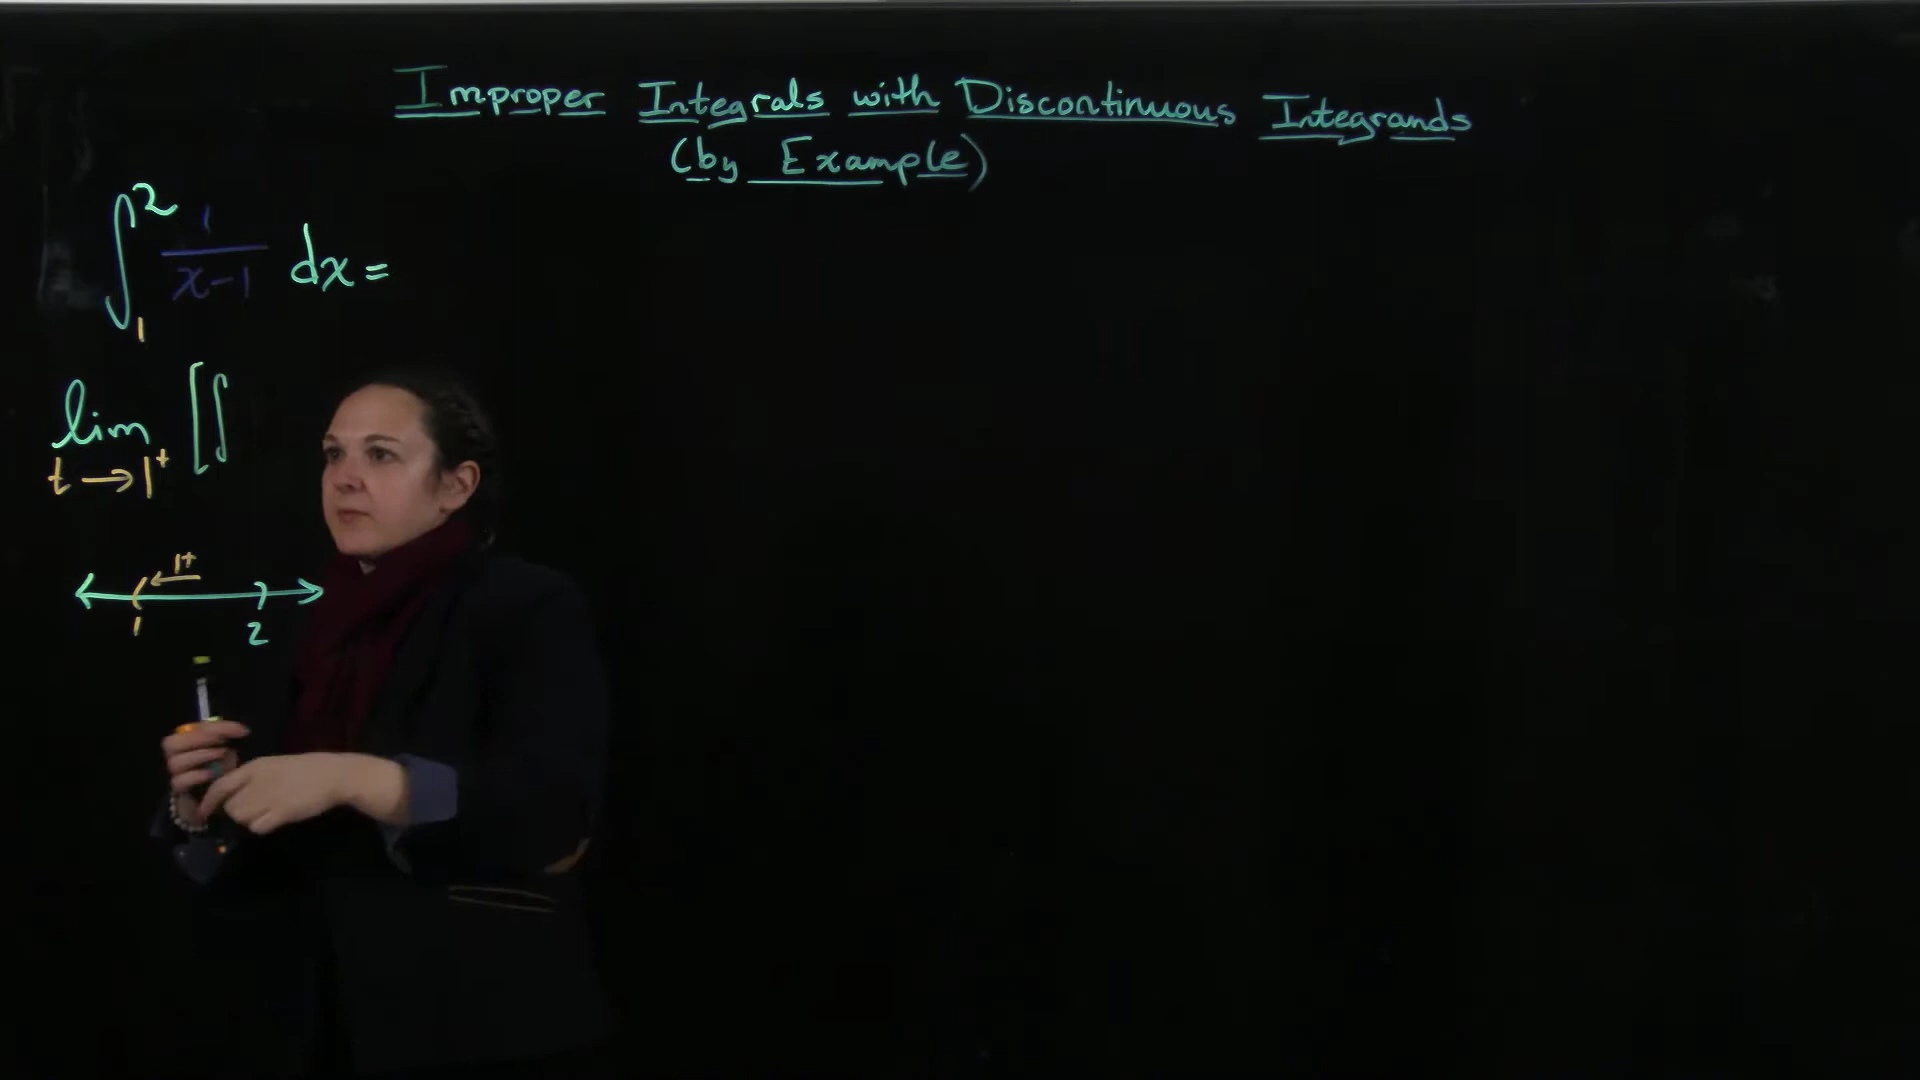 Improper Integrals with Discontinuous Integrands
(by Example)
∫₁² 1/(x-1) dx =
lim t→1⁺ [∫
1⁺
1 2